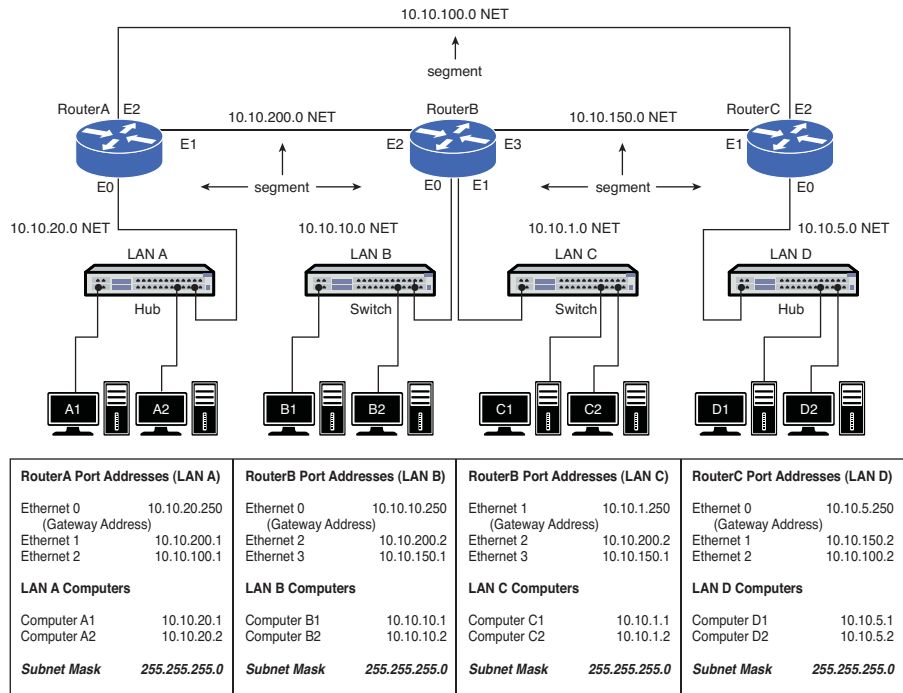 10.10.100.0 NET
segment
RouterA E2
RouterB
RouterC E2
10.10.200.0 NET
10.10.150.0 NET
E1
E2
E3
E1
segment
segment
E0
E0
E1
E0
10.10.20.0 NET
10.10.10.0 NET
10.10.1.0 NET
10.10.5.0 NET
LAN A
LAN B
LAN C
LAN D
Hub
Switch
Switch
Hub
A1
A2
B1
B2
C1
C2
D1
D2
RouterA Port Addresses (LAN A)
Ethernet 0 10.10.20.250
(Gateway Address)
Ethernet 1 10.10.200.1
Ethernet 2 10.10.100.1
LAN A Computers
Computer A1 10.10.20.1
Computer A2 10.10.20.2
Subnet Mask 255.255.255.0
RouterB Port Addresses (LAN B)
Ethernet 0 10.10.10.250
(Gateway Address)
Ethernet 2 10.10.200.2
Ethernet 3 10.10.150.1
LAN B Computers
Computer B1 10.10.10.1
Computer B2 10.10.10.2
Subnet Mask 255.255.255.0
RouterB Port Addresses (LAN C)
Ethernet 1 10.10.1.250
(Gateway Address)
Ethernet 2 10.10.200.2
Ethernet 3 10.10.150.1
LAN C Computers
Computer C1 10.10.1.1
Computer C2 10.10.1.2
Subnet Mask 255.255.255.0
RouterC Port Addresses (LAN D)
Ethernet 0 10.10.5.250
(Gateway Address)
Ethernet 1 10.10.150.2
Ethernet 2 10.10.100.2
LAN D Computers
Computer D1 10.10.5.1
Computer D2 10.10.5.2
Subnet Mask 255.255.255.0